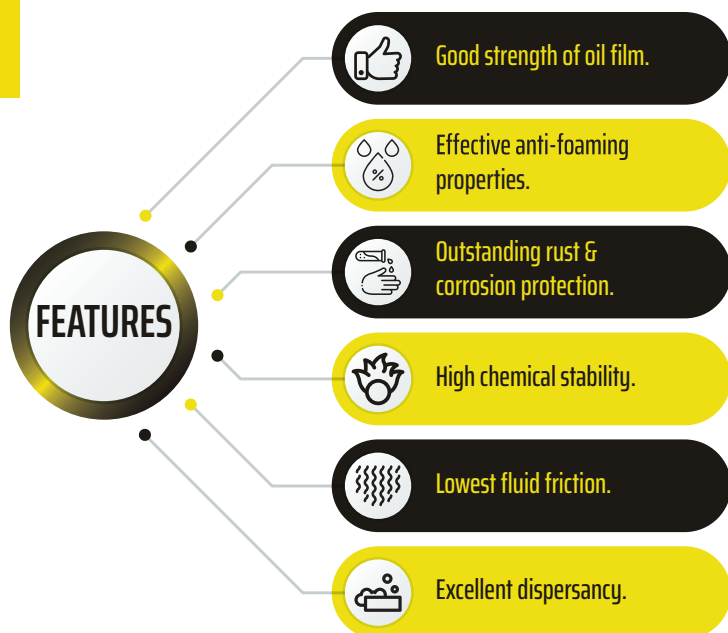 Good strength of oil film.
Effective anti-foaming
properties.
%
Outstanding rust &
corrosion protection.
FEATURES
High chemical stability.
Lowest fluid friction.
Excellent dispersancy.